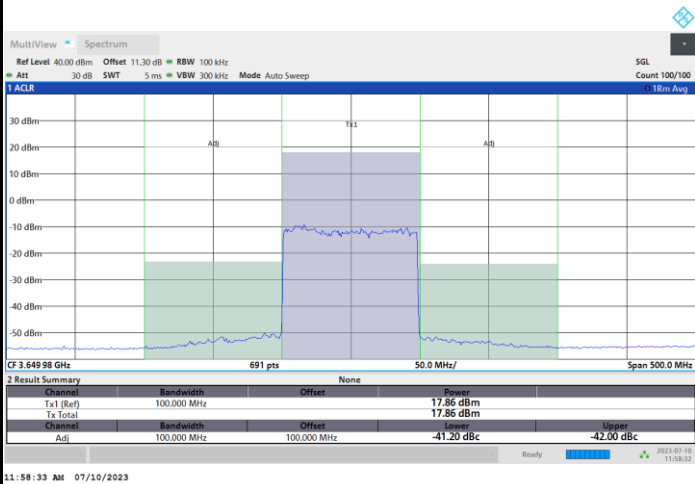 MultiView Spectrum
Ref Level 40.00 dBm Offset 11.30 dB RBW 100 kHz SGL
Att 30 dB SWT 5 ms VBW 300 kHz Mode Auto Sweep Count 100/100
1 ACLR 1Rm Avg
30 dBm
Tx1
20 dBm
Adj Adj
10 dBm
0 dBm
-10 dBm
-20 dBm
-30 dBm
-40 dBm
-50 dBm
CF 3.649 98 GHz 691 pts 50.0 MHz/ Span 500.0 MHz
2 Result Summary None
Channel Bandwidth Offset Power
Tx1 (Ref) 100.000 MHz 17.86 dBm
Tx Total 17.86 dBm
Channel Bandwidth Offset Lower Upper
Adj 100.000 MHz 100.000 MHz -41.20 dBc -42.00 dBc
Ready 2023-07-10
11:58:32
11:58:33 AM 07/10/2023